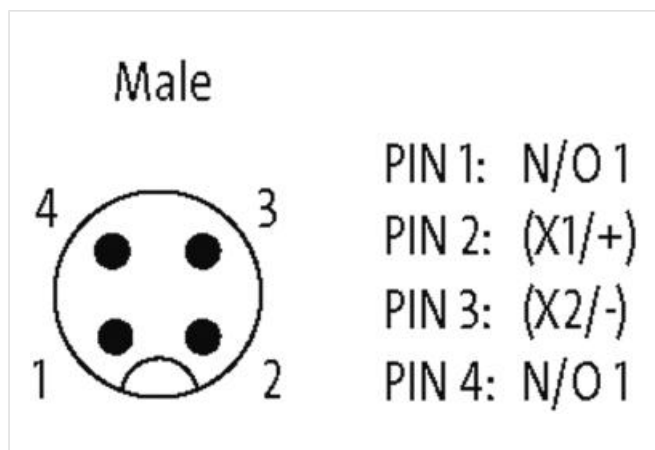 Male
4 3
1 2
PIN 1: N/O 1
PIN 2: (X1/+)
PIN 3: (X2/-)
PIN 4: N/O 1